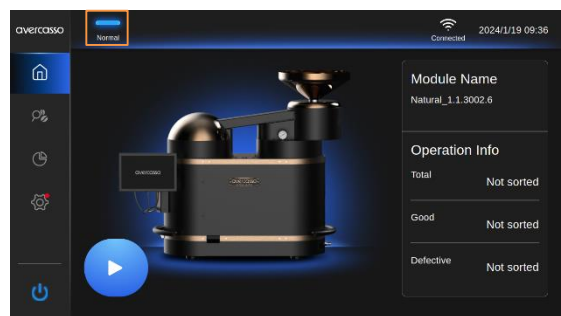 avercasso
Normal
Connected
2024/1/19 09:36
Module Name
Natural_1.1.3002.6
Operation Info
Total
Not sorted
Good
Not sorted
Defective
Not sorted
avercasso